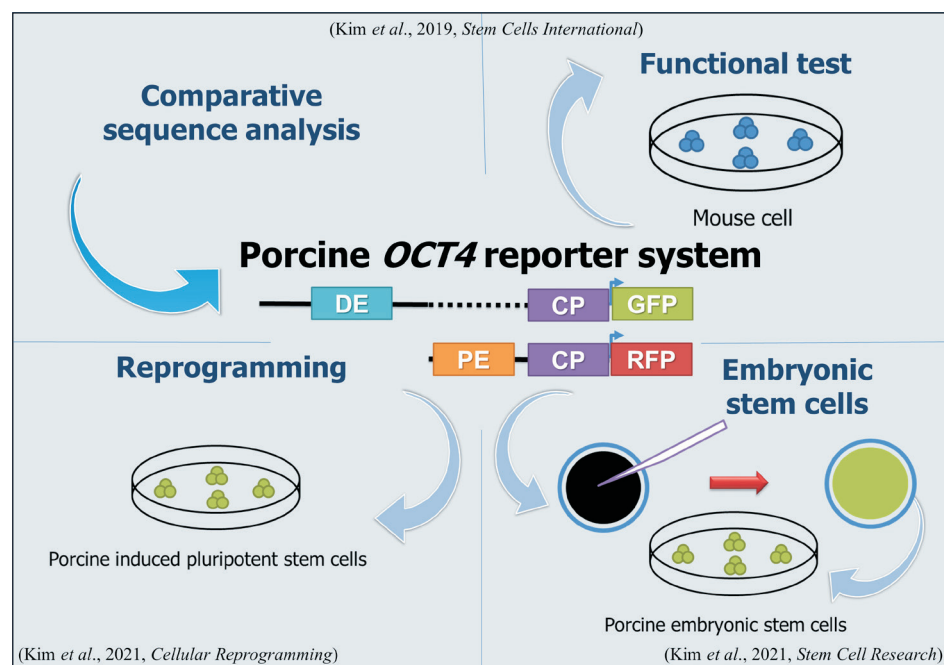 (Kim et al., 2019, Stem Cells International)
Comparative
sequence analysis
Functional test
Mouse cell
Porcine OCT4 reporter system
DE CP GFP
PE CP RFP
Reprogramming
Porcine induced pluripotent stem cells
(Kim et al., 2021, Cellular Reprogramming)
Embryonic
stem cells
Porcine embryonic stem cells
(Kim et al., 2021, Stem Cell Research)